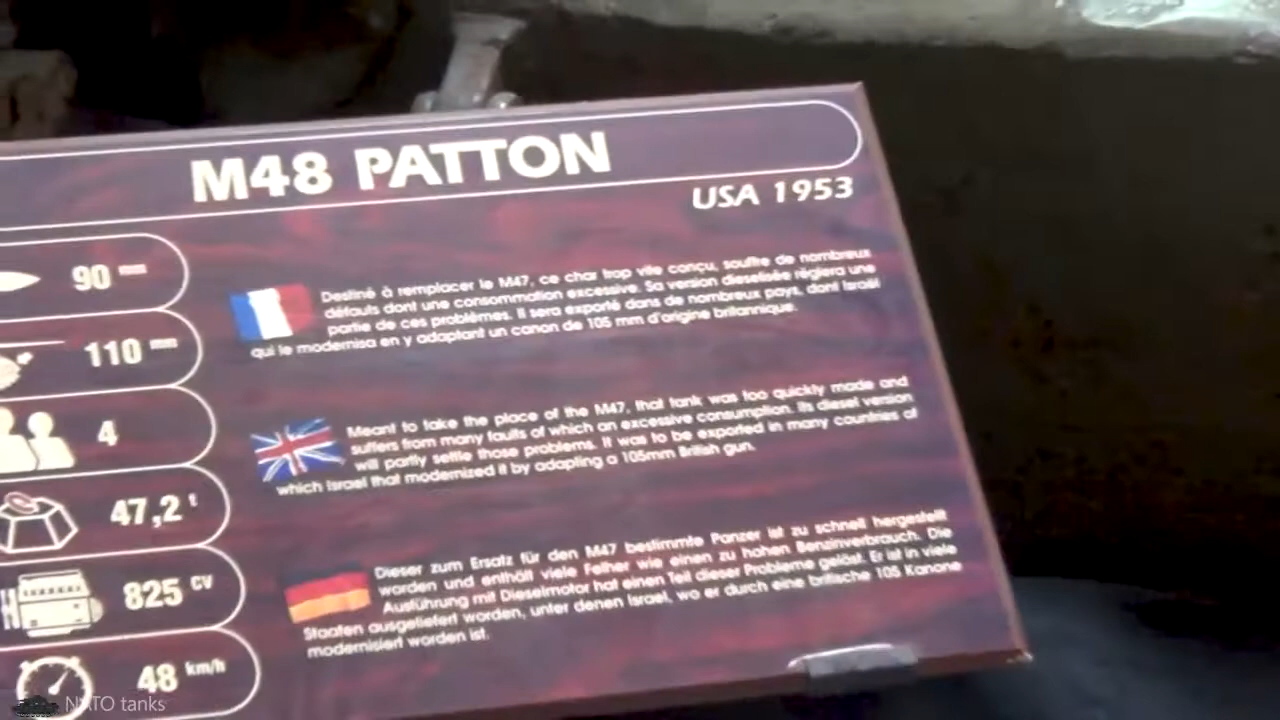 M48 PATTON
USA 1953
90 mm
110 mm
4
47,2 t
825 CV
48 km/h
Destiné à remplacer le M47, ce char trop vite conçu, souffre de nombreux
défauts dont une consommation excessive. Sa version dieselisée réglera une
partie de ces problèmes. Il sera exporté dans de nombreux pays, dont Israël
qui le modernisa en y adaptant un canon de 105 mm d'origine britannique.
Meant to take the place of the M47, that tank was too quickly made and
suffers from many faults of which an excessive consumption. Its diesel version
will partly settle those problems. It was to be exported in many countries of
which Israel that modernized it by adapting a 105mm British gun.
Dieser zum Ersatz für den M47 bestimmte Panzer ist zu schnell hergestellt
worden und enthält viele Felher wie einen zu hohen Benzinverbrauch. Die
Ausführung mit Dieselmotor hat einen Teil dieser Probleme gelöst. Er ist in viele
Staaten ausgeliefert worden, unter denen Israel, wo er durch eine britische 105 Kanone
modernisiert worden ist.
NATO tanks